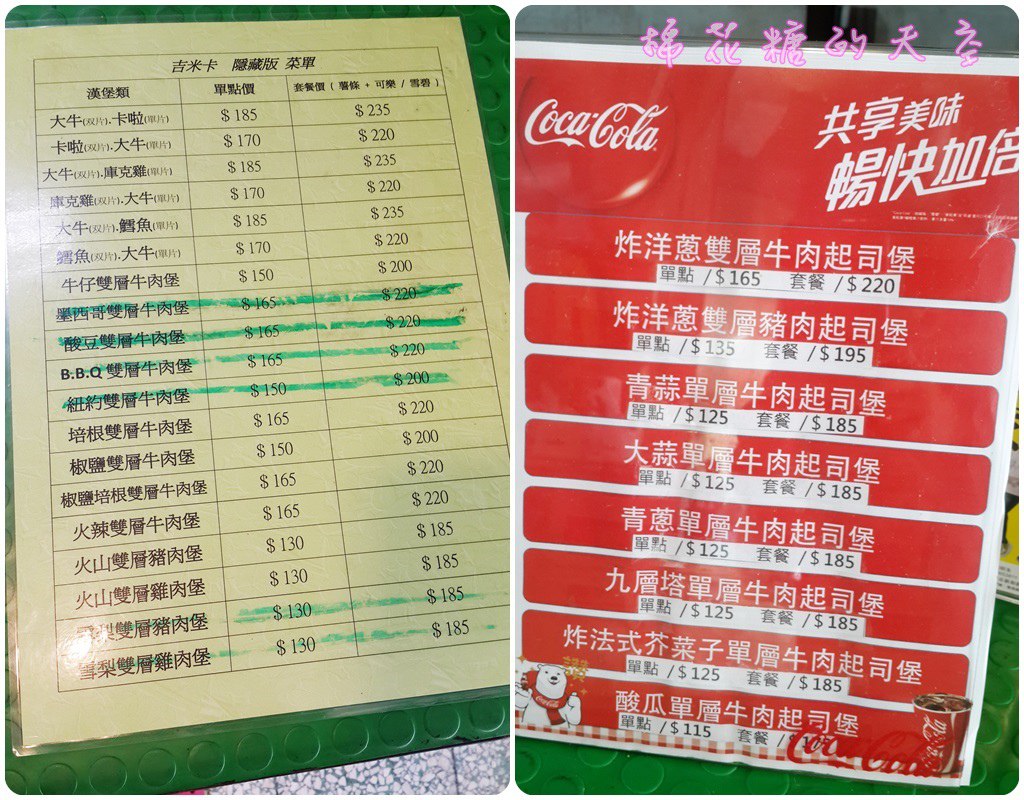 吉米卡 隱藏版 菜單
漢堡類 單點價 套餐價 ( 薯條 + 可樂 / 雪碧 )
大牛(双片).卡啦(單片) $ 185 $ 235
卡啦(双片).大牛(單片) $ 170 $ 220
大牛(双片).庫克雞(單片) $ 185 $ 235
庫克雞(双片).大牛(單片) $ 170 $ 220
大牛(双片).鱈魚(單片) $ 185 $ 235
鱈魚(双片).大牛(單片) $ 170 $ 220
牛仔雙層牛肉堡 $ 150 $ 200
墨西哥雙層牛肉堡 $ 165 $ 220
酸豆雙層牛肉堡 $ 165 $ 220
B.B.Q 雙層牛肉堡 $ 165 $ 220
紐約雙層牛肉堡 $ 150 $ 200
培根雙層牛肉堡 $ 165 $ 220
椒鹽雙層牛肉堡 $ 150 $ 200
椒鹽培根雙層牛肉堡 $ 165 $ 220
火辣雙層牛肉堡 $ 165 $ 220
火山雙層豬肉堡 $ 130 $ 185
火山雙層雞肉堡 $ 130 $ 185
梨雙層豬肉堡 $ 130 $ 185
雪梨雙層雞肉堡 $ 130 $ 185
棉花糖的天空
Coca-Cola
共享美味
暢快加倍
炸洋蔥雙層牛肉起司堡
單點 /$165 套餐 /$220
炸洋蔥雙層豬肉起司堡
單點 /$135 套餐 /$195
青蒜單層牛肉起司堡
單點 /$125 套餐 /$185
大蒜單層牛肉起司堡
單點 /$125 套餐 /$185
青蔥單層牛肉起司堡
單點 /$125 套餐 /$185
九層塔單層牛肉起司堡
單點 /$125 套餐 /$185
炸法式芥菜子單層牛肉起司堡
單點 /$125 套餐 /$185
酸瓜單層牛肉起司堡
單點 /$115 套餐 /$
Coca-Cola